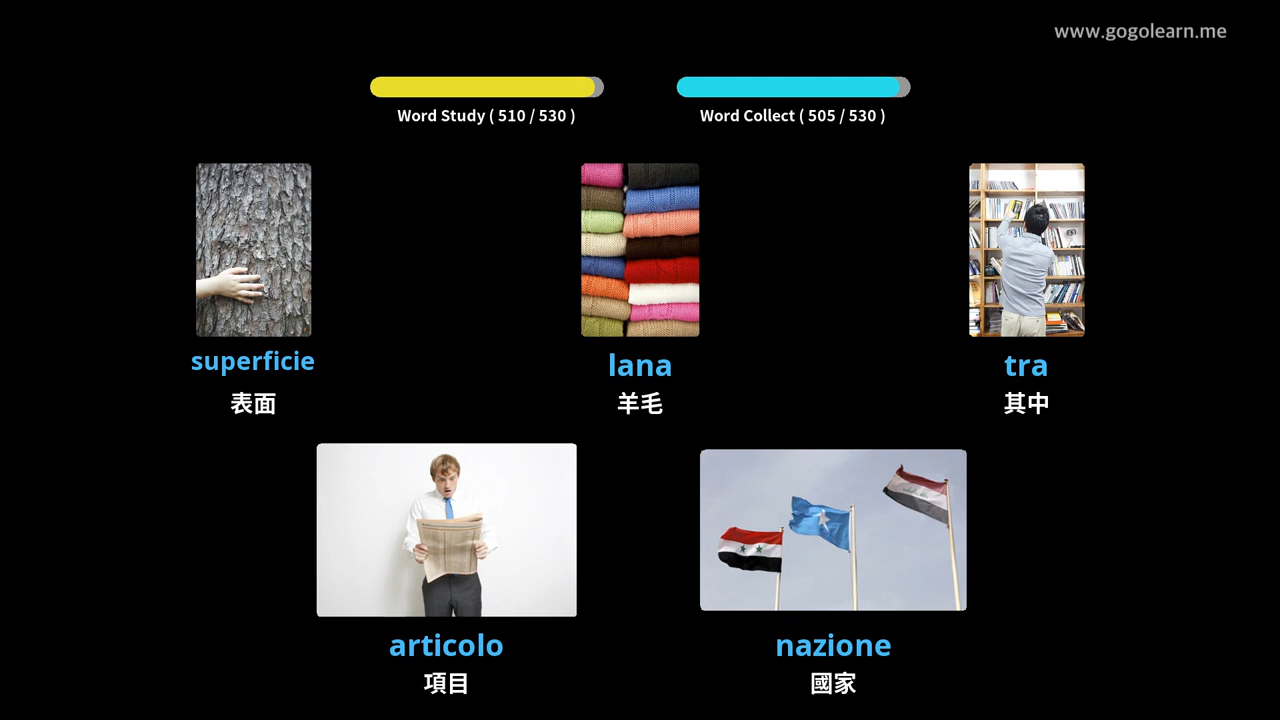 www.gogolearn.me
Word Study ( 510 / 530 )
Word Collect ( 505 / 530 )
superficie
表面
lana
羊毛
tra
其中
articolo
項目
nazione
國家